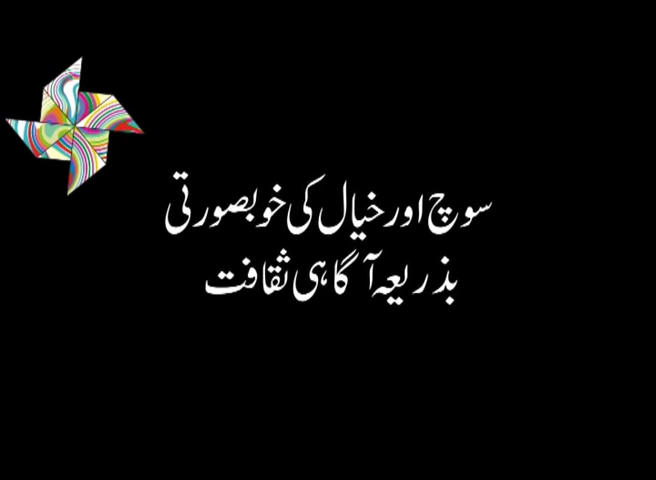 سوچ اور خیال کی خوبصورتی
بذریعہ آگاہی ثقافت